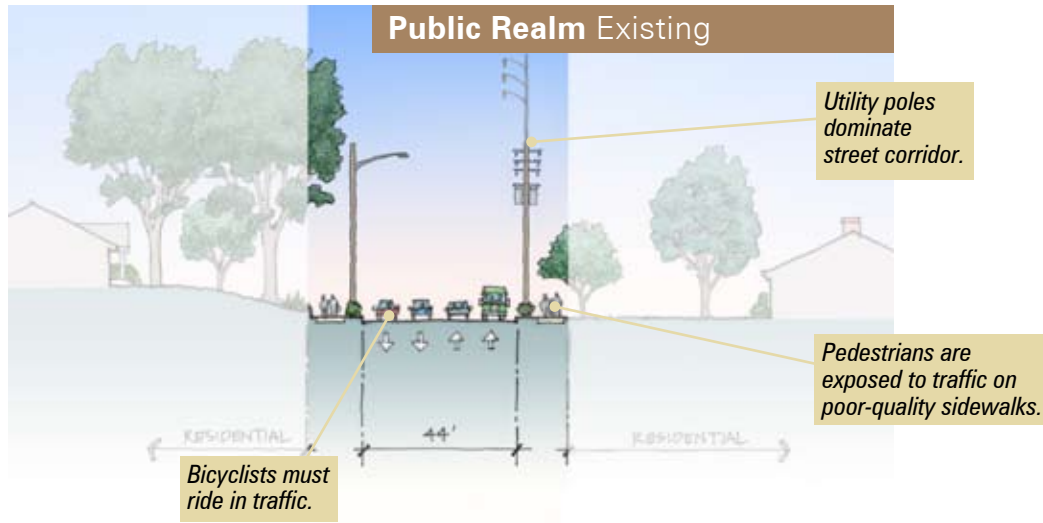 Public Realm Existing
Utility poles
dominate
street corridor.
Pedestrians are
exposed to traffic on
poor-quality sidewalks.
RESIDENTIAL
44'
RESIDENTIAL
Bicyclists must
ride in traffic.